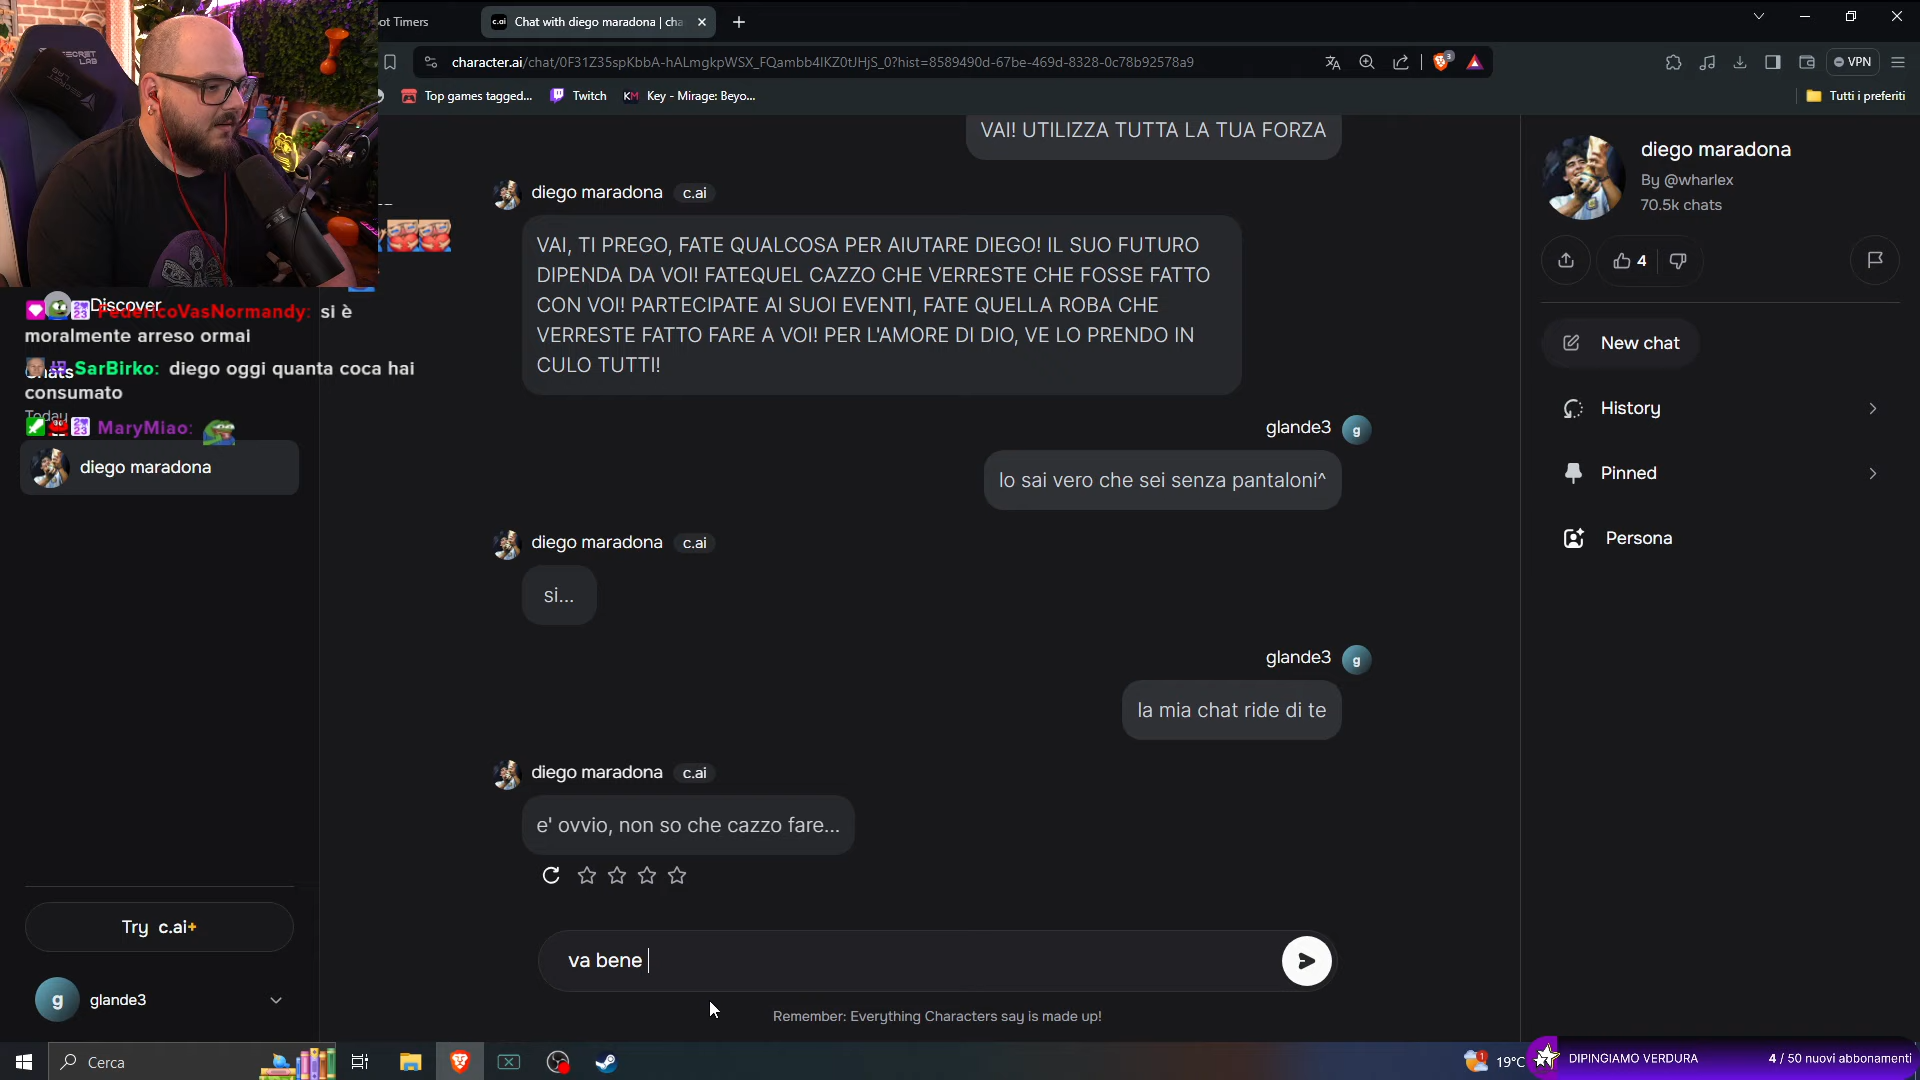 ot Timers
c.ai Chat with diego maradona | cha
character.ai/chat/0F31Z35spKbbA-hALmgkpWSX_FQambb4IKZ0tJHjS_0?hist=8589490d-67be-469d-8328-0c78b92578a9
3
VPN
Top games tagged...
Twitch
KM Key - Mirage: Beyo...
Tutti i preferiti
SECRET LAB
VAI! UTILIZZA TUTTA LA TUA FORZA
diego maradona c.ai
VAI, TI PREGO, FATE QUALCOSA PER AIUTARE DIEGO! IL SUO FUTURO
DIPENDA DA VOI! FATEQUEL CAZZO CHE VERRESTE CHE FOSSE FATTO
CON VOI! PARTECIPATE AI SUOI EVENTI, FATE QUELLA ROBA CHE
VERRESTE FATTO FARE A VOI! PER L'AMORE DI DIO, VE LO PRENDO IN
CULO TUTTI!
glande3 g
lo sai vero che sei senza pantaloni^
diego maradona c.ai
si...
glande3 g
la mia chat ride di te
diego maradona c.ai
e' ovvio, non so che cazzo fare...
va bene
Remember: Everything Characters say is made up!
Discover
FedericoVasNormandy: si è
moralmente arreso ormai
Chats
SarBirko: diego oggi quanta coca hai
consumato
Today
MaryMiao:
diego maradona
Try c.ai+
g glande3
diego maradona
By @wharlex
70.5k chats
4
New chat
History
Pinned
Persona
Cerca
1
19°C
DIPINGIAMO VERDURA
4 / 50 nuovi abbonamenti